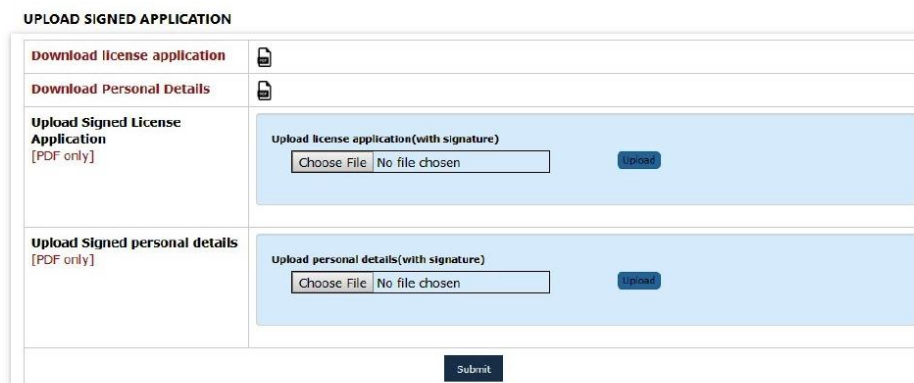 UPLOAD SIGNED APPLICATION
Download license application
Download Personal Details
Upload Signed License
Application
[PDF only]
Upload license application(with signature)
Choose File No file chosen
Upload
Upload Signed personal details
[PDF only]
Upload personal details(with signature)
Choose File No file chosen
Upload
Submit